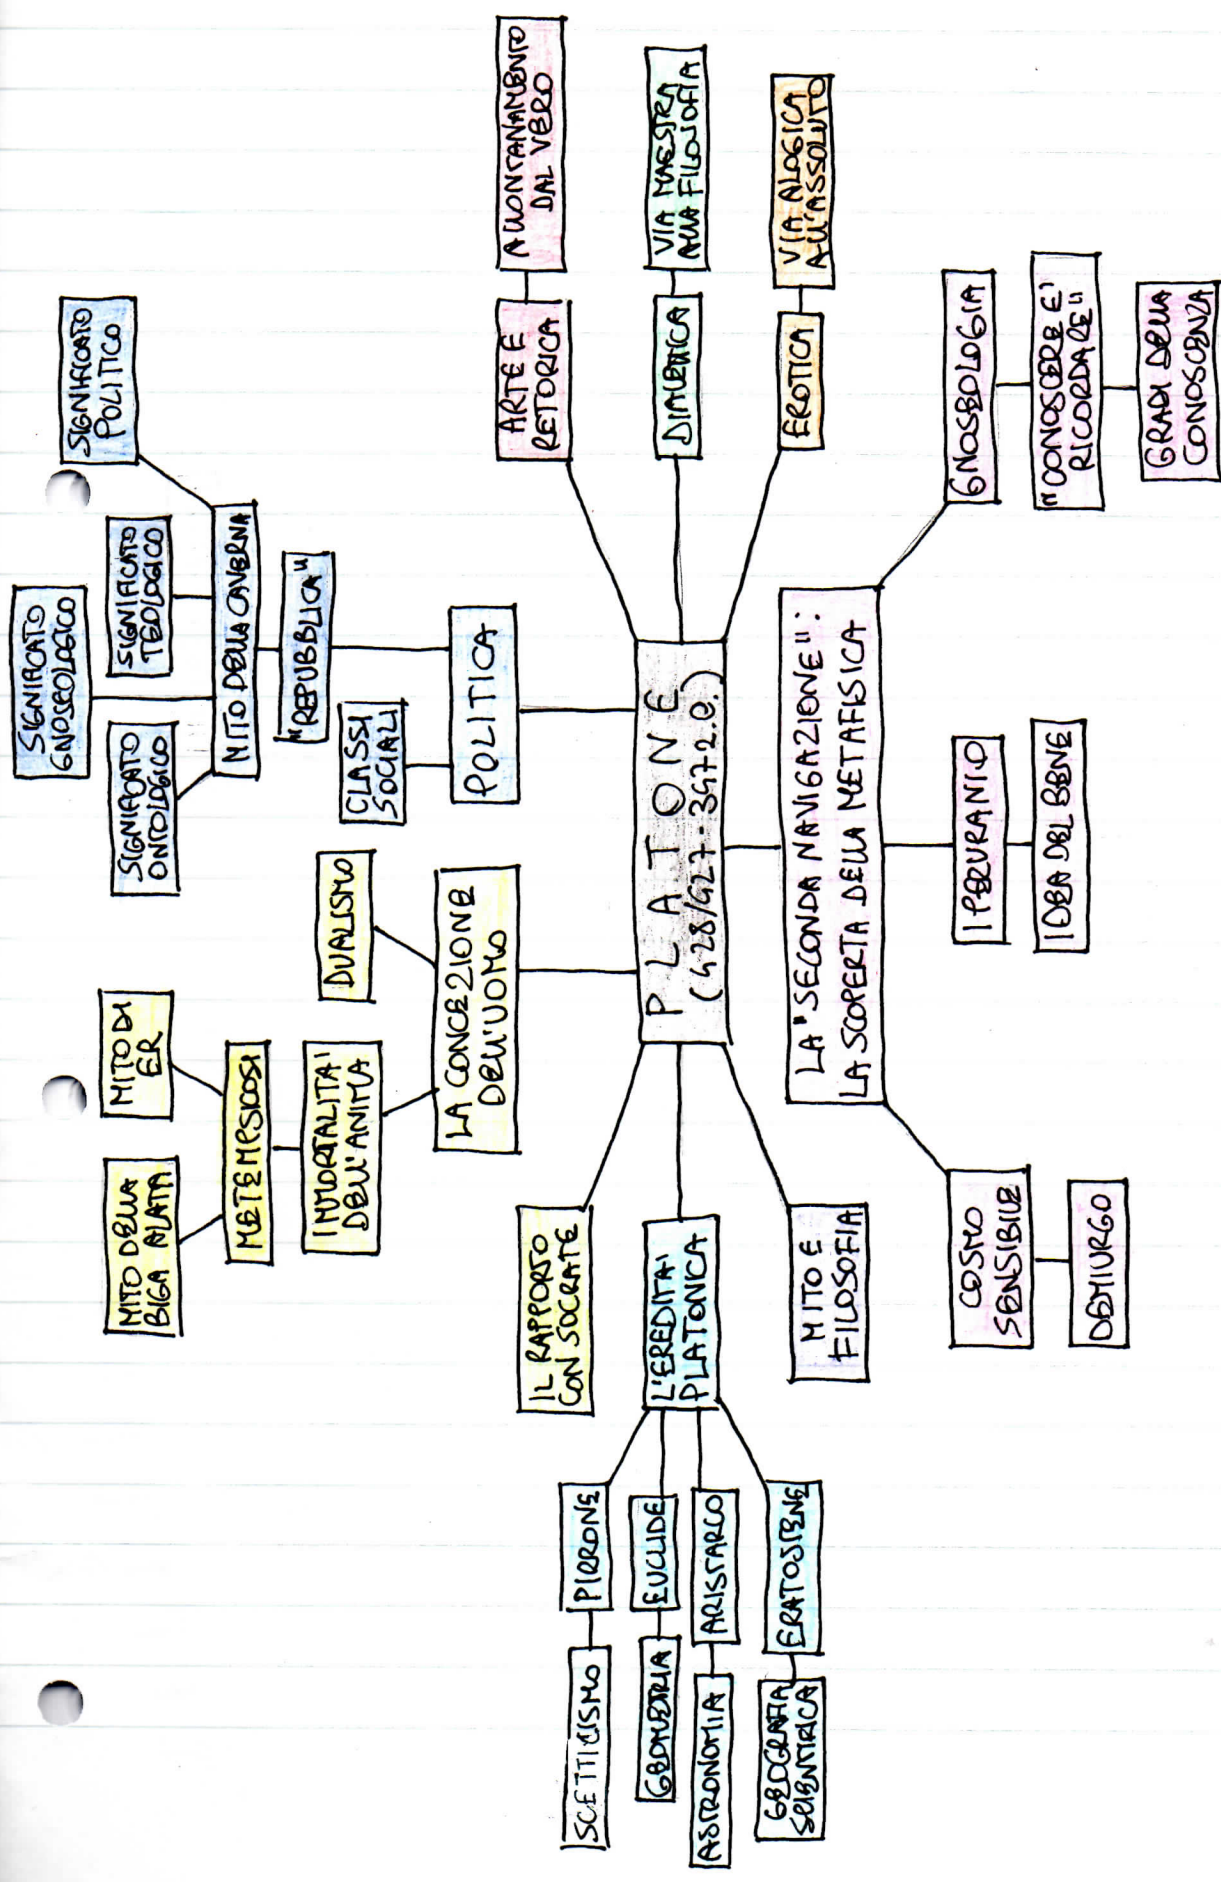 SIGNIFICATO
GNOSEOLOGICO
SIGNIFICATO
POLITICO
SIGNIFICATO
TEOLOGICO
SIGNIFICATO
ONTOLOGICO
MITO DELLA CAVERNA
"REPUBBLICA"
CLASSI
SOCIALI
POLITICA
MITO DELLA
BIGA ALATA
MITO DI
ER
METEMPSICOSI
IMMORTALITA'
DELL'ANIMA
DUALISMO
LA CONCEZIONE
DELL'UOMO
ARTE E
RETORICA
ALLONTANAMENTO
DAL VERO
DIALETTICA
VIA MAESTRA
ALLA FILOSOFIA
EROTICA
VIA ALOGICA
ALL'ASSOLUTO
PLATONE
(428/427-347 a.C.)
IL RAPPORTO
CON SOCRATE
L'EREDITA'
PLATONICA
MITO E
FILOSOFIA
SCETTICISMO
PIRRONE
GEOMETRIA
EUCLIDE
ASTRONOMIA
ARISTARCO
GEOGRAFIA
SCIENTIFICA
ERATOSTENE
LA "SECONDA NAVIGAZIONE":
LA SCOPERTA DELLA METAFISICA
COSMO
SENSIBILE
DEMIURGO
IPERURANIO
IDEA DEL BENE
GNOSEOLOGIA
"CONOSCERE E'
RICORDARE"
GRADI DELLA
CONOSCENZA